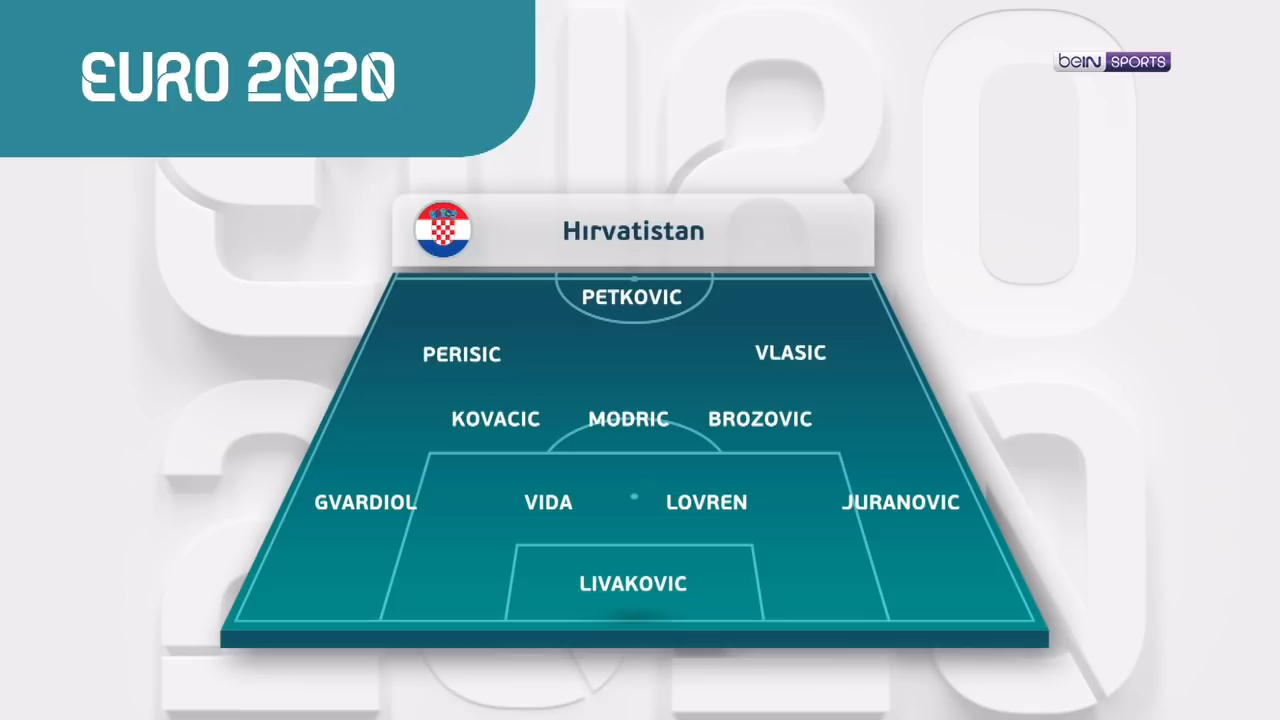 EURO 2020
beIN SPORTS
Hırvatistan
PETKOVIC
PERISIC
VLASIC
KOVACIC MODRIC BROZOVIC
GVARDIOL VIDA LOVREN JURANOVIC
LIVAKOVIC